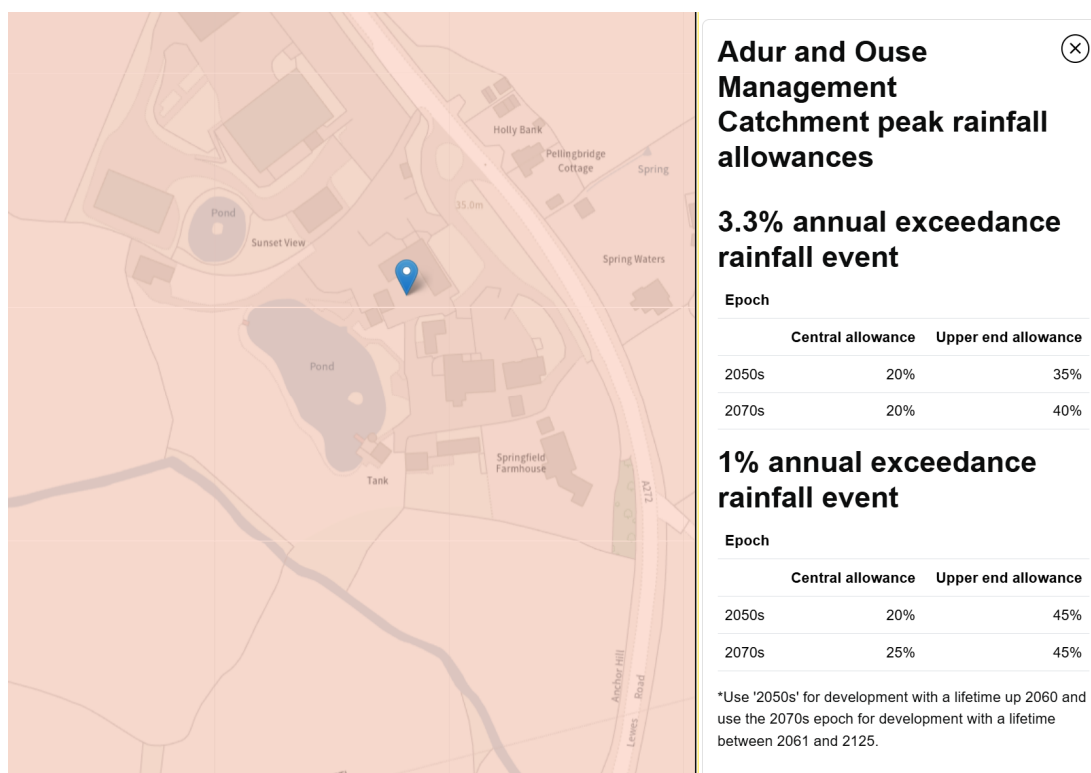 Adur and Ouse
Management
Catchment peak rainfall
allowances
3.3% annual exceedance
rainfall event
Epoch
Central allowance Upper end allowance
2050s 20% 35%
2070s 20% 40%
1% annual exceedance
rainfall event
Epoch
Central allowance Upper end allowance
2050s 20% 45%
2070s 25% 45%
*Use '2050s' for development with a lifetime up 2060 and
use the 2070s epoch for development with a lifetime
between 2061 and 2125.
Holly Bank
Pellingbridge
Cottage
Spring
35.0m
Pond
Sunset View
Spring Waters
Pond
Springfield
Farmhouse
Tank
A272
Anchor Hill
Lewes Road